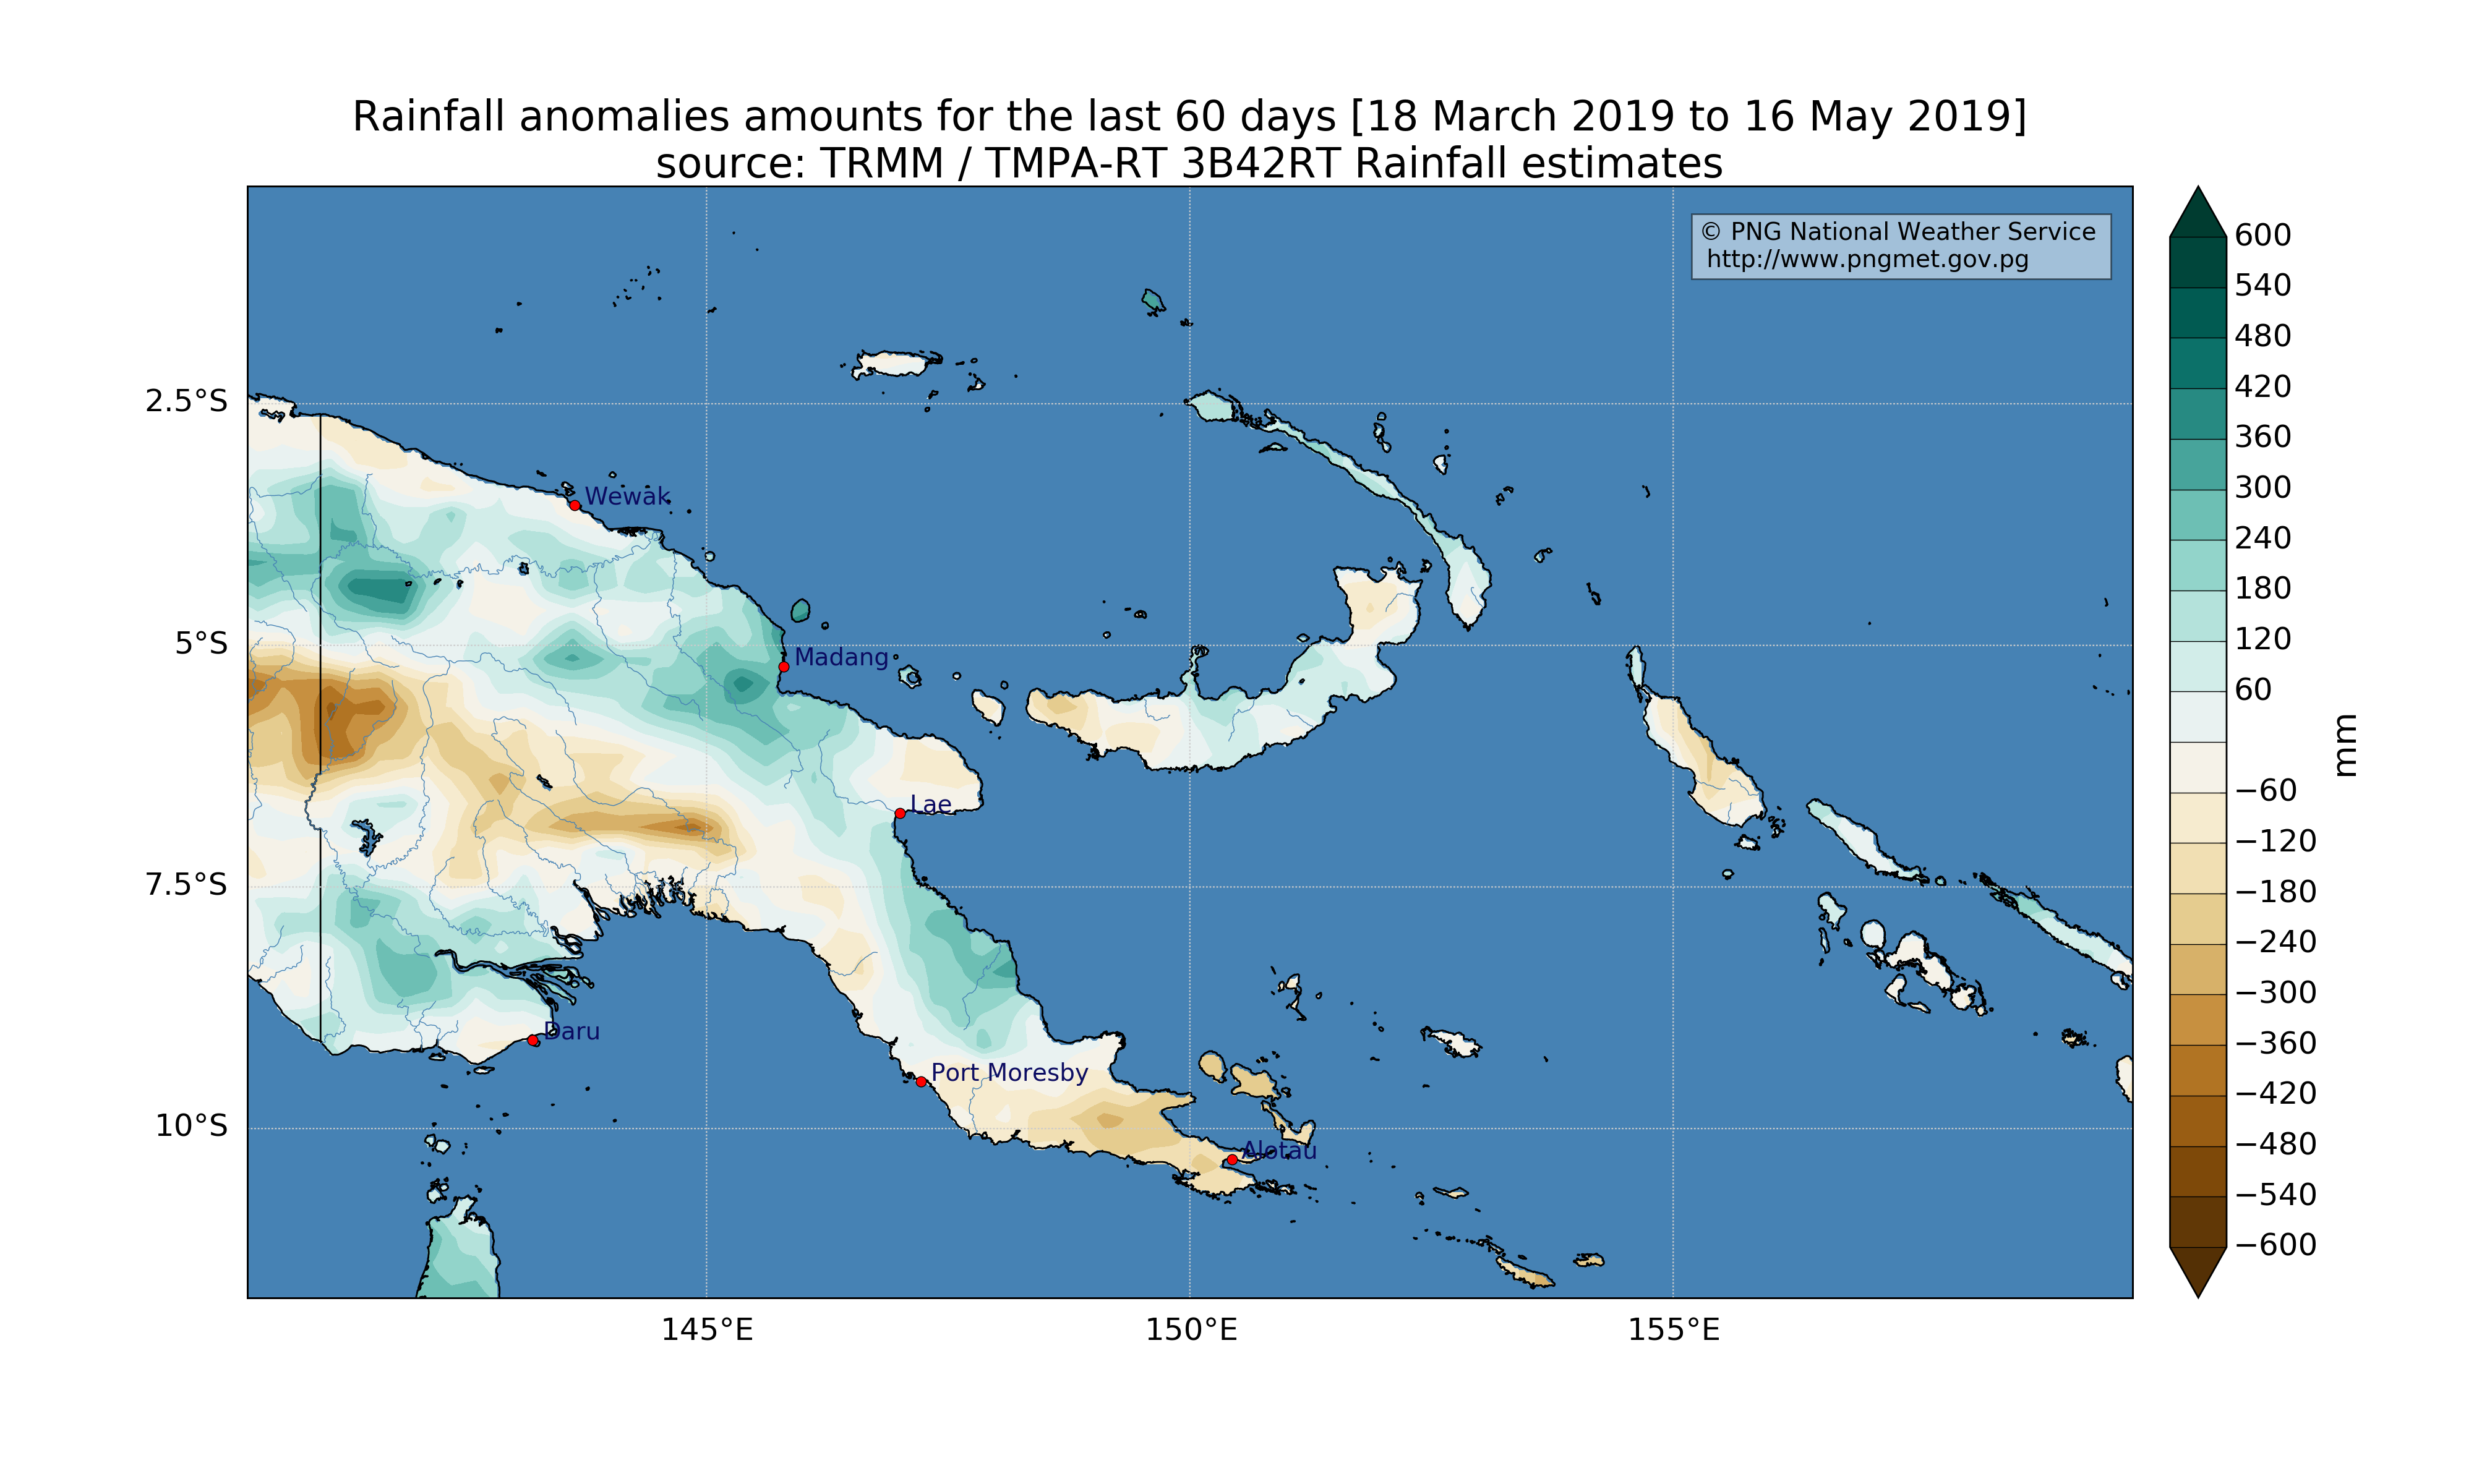 Rainfall anomalies amounts for the last 60 days [18 March 2019 to 16 May 2019]
source: TRMM / TMPA-RT 3B42RT Rainfall estimates
© PNG National Weather Service
http://www.pngmet.gov.pg
2.5°S
5°S
7.5°S
10°S
Wewak
Madang
Lae
Daru
Port Moresby
Alotau
145°E
150°E
155°E
600
540
480
420
360
300
240
180
120
60
−60
−120
−180
−240
−300
−360
−420
−480
−540
−600
mm